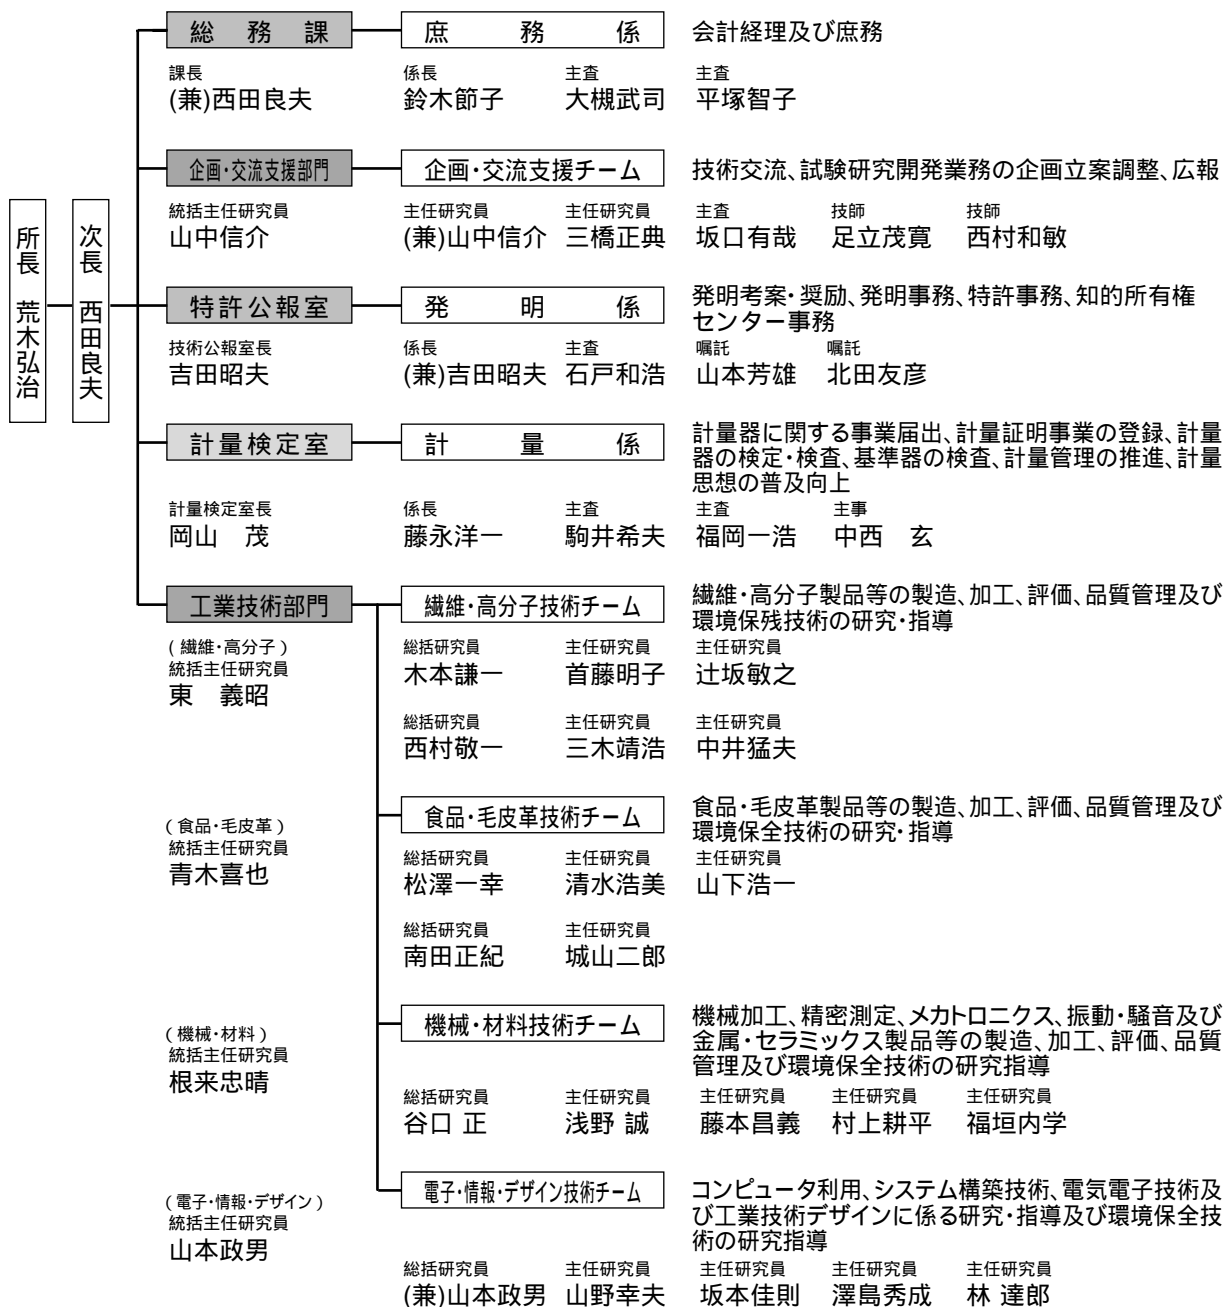 所長 荒木弘治
次長 西田良夫
総務課 庶務係 会計経理及び庶務
課長 係長 主査 主査
(兼)西田良夫 鈴木節子 大槻武司 平塚智子
企画・交流支援部門 企画・交流支援チーム 技術交流、試験研究開発業務の企画立案調整、広報
統括主任研究員 主任研究員 主任研究員 主査 技師 技師
山中信介 (兼)山中信介 三橋正典 坂口有哉 足立茂寛 西村和敏
特許公報室 発明係 発明考案・奨励、発明事務、特許事務、知的所有権
センター事務
技術公報室長 係長 主査 嘱託 嘱託
吉田昭夫 (兼)吉田昭夫 石戸和浩 山本芳雄 北田友彦
計量検定室 計量係 計量器に関する事業届出、計量証明事業の登録、計量
器の検定・検査、基準器の検査、計量管理の推進、計量
思想の普及向上
計量検定室長 係長 主査 主査 主事
岡山 茂 藤永洋一 駒井希夫 福岡一浩 中西 玄
工業技術部門 繊維・高分子技術チーム 繊維・高分子製品等の製造、加工、評価、品質管理及び
環境保残技術の研究・指導
(繊維・高分子)
統括主任研究員 総括研究員 主任研究員 主任研究員
東 義昭 木本謙一 首藤明子 辻坂敏之
総括研究員 主任研究員 主任研究員
西村敬一 三木靖浩 中井猛夫
食品・毛皮革技術チーム 食品・毛皮革製品等の製造、加工、評価、品質管理及び
環境保全技術の研究・指導
(食品・毛皮革)
統括主任研究員 総括研究員 主任研究員 主任研究員
青木喜也 松澤一幸 清水浩美 山下浩一
総括研究員 主任研究員
南田正紀 城山二郎
機械・材料技術チーム 機械加工、精密測定、メカトロニクス、振動・騒音及び
金属・セラミックス製品等の製造、加工、評価、品質
管理及び環境保全技術の研究指導
(機械・材料)
統括主任研究員
根来忠晴
総括研究員 主任研究員 主任研究員 主任研究員 主任研究員
谷口 正 浅野 誠 藤本昌義 村上耕平 福垣内学
電子・情報・デザイン技術チーム コンピュータ利用、システム構築技術、電気電子技術及
び工業技術デザインに係る研究・指導及び環境保全技
術の研究指導
(電子・情報・デザイン)
統括主任研究員
山本政男
総括研究員 主任研究員 主任研究員 主任研究員 主任研究員
(兼)山本政男 山野幸夫 坂本佳則 澤島秀成 林 達郎